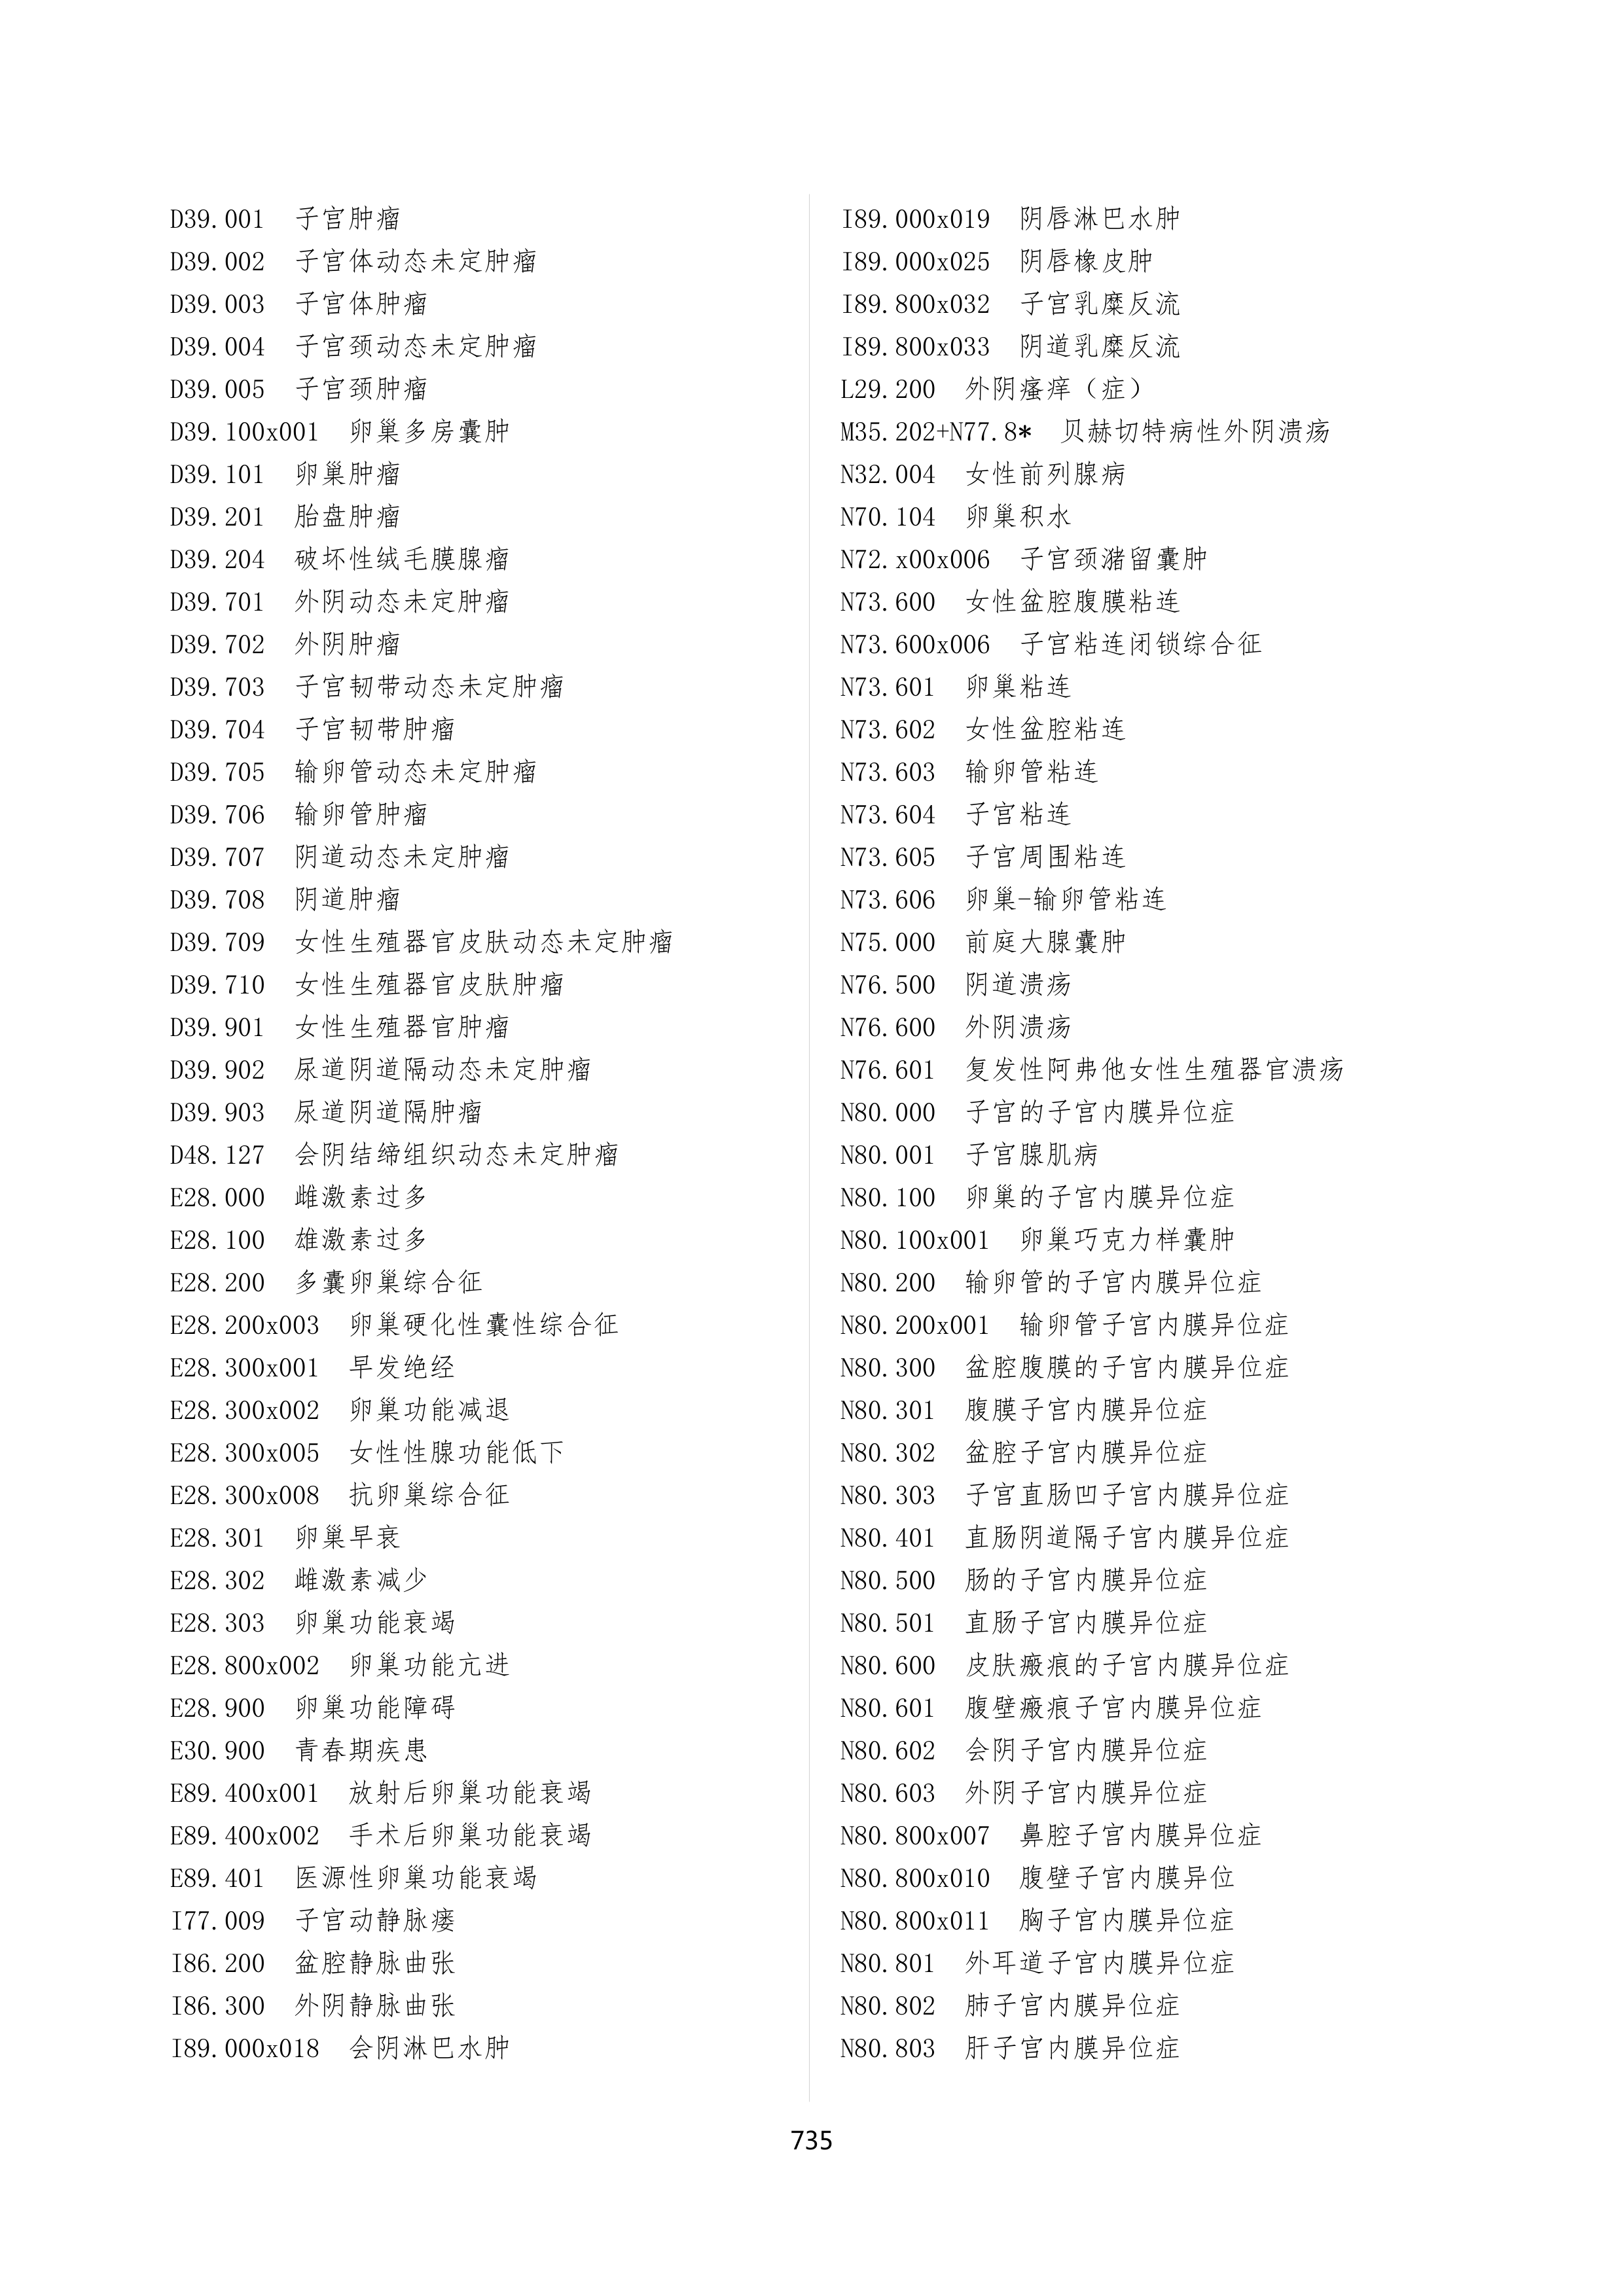 D39.001 子宫肿瘤
D39.002 子宫体动态未定肿瘤
D39.003 子宫体肿瘤
D39.004 子宫颈动态未定肿瘤
D39.005 子宫颈肿瘤
D39.100x001 卵巢多房囊肿
D39.101 卵巢肿瘤
D39.201 胎盘肿瘤
D39.204 破坏性绒毛膜腺瘤
D39.701 外阴动态未定肿瘤
D39.702 外阴肿瘤
D39.703 子宫韧带动态未定肿瘤
D39.704 子宫韧带肿瘤
D39.705 输卵管动态未定肿瘤
D39.706 输卵管肿瘤
D39.707 阴道动态未定肿瘤
D39.708 阴道肿瘤
D39.709 女性生殖器官皮肤动态未定肿瘤
D39.710 女性生殖器官皮肤肿瘤
D39.901 女性生殖器官肿瘤
D39.902 尿道阴道隔动态未定肿瘤
D39.903 尿道阴道隔肿瘤
D48.127 会阴结缔组织动态未定肿瘤
E28.000 雌激素过多
E28.100 雄激素过多
E28.200 多囊卵巢综合征
E28.200x003 卵巢硬化性囊性综合征
E28.300x001 早发绝经
E28.300x002 卵巢功能减退
E28.300x005 女性性腺功能低下
E28.300x008 抗卵巢综合征
E28.301 卵巢早衰
E28.302 雌激素减少
E28.303 卵巢功能衰竭
E28.800x002 卵巢功能亢进
E28.900 卵巢功能障碍
E30.900 青春期疾患
E89.400x001 放射后卵巢功能衰竭
E89.400x002 手术后卵巢功能衰竭
E89.401 医源性卵巢功能衰竭
I77.009 子宫动静脉瘘
I86.200 盆腔静脉曲张
I86.300 外阴静脉曲张
I89.000x018 会阴淋巴水肿
I89.000x019 阴唇淋巴水肿
I89.000x025 阴唇橡皮肿
I89.800x032 子宫乳糜反流
I89.800x033 阴道乳糜反流
L29.200 外阴瘙痒（症）
M35.202+N77.8* 贝赫切特病性外阴溃疡
N32.004 女性前列腺病
N70.104 卵巢积水
N72.x00x006 子宫颈潴留囊肿
N73.600 女性盆腔腹膜粘连
N73.600x006 子宫粘连闭锁综合征
N73.601 卵巢粘连
N73.602 女性盆腔粘连
N73.603 输卵管粘连
N73.604 子宫粘连
N73.605 子宫周围粘连
N73.606 卵巢-输卵管粘连
N75.000 前庭大腺囊肿
N76.500 阴道溃疡
N76.600 外阴溃疡
N76.601 复发性阿弗他女性生殖器官溃疡
N80.000 子宫的子宫内膜异位症
N80.001 子宫腺肌病
N80.100 卵巢的子宫内膜异位症
N80.100x001 卵巢巧克力样囊肿
N80.200 输卵管的子宫内膜异位症
N80.200x001 输卵管子宫内膜异位症
N80.300 盆腔腹膜的子宫内膜异位症
N80.301 腹膜子宫内膜异位症
N80.302 盆腔子宫内膜异位症
N80.303 子宫直肠凹子宫内膜异位症
N80.401 直肠阴道隔子宫内膜异位症
N80.500 肠的子宫内膜异位症
N80.501 直肠子宫内膜异位症
N80.600 皮肤瘢痕的子宫内膜异位症
N80.601 腹壁瘢痕子宫内膜异位症
N80.602 会阴子宫内膜异位症
N80.603 外阴子宫内膜异位症
N80.800x007 鼻腔子宫内膜异位症
N80.800x010 腹壁子宫内膜异位
N80.800x011 胸子宫内膜异位症
N80.801 外耳道子宫内膜异位症
N80.802 肺子宫内膜异位症
N80.803 肝子宫内膜异位症
735